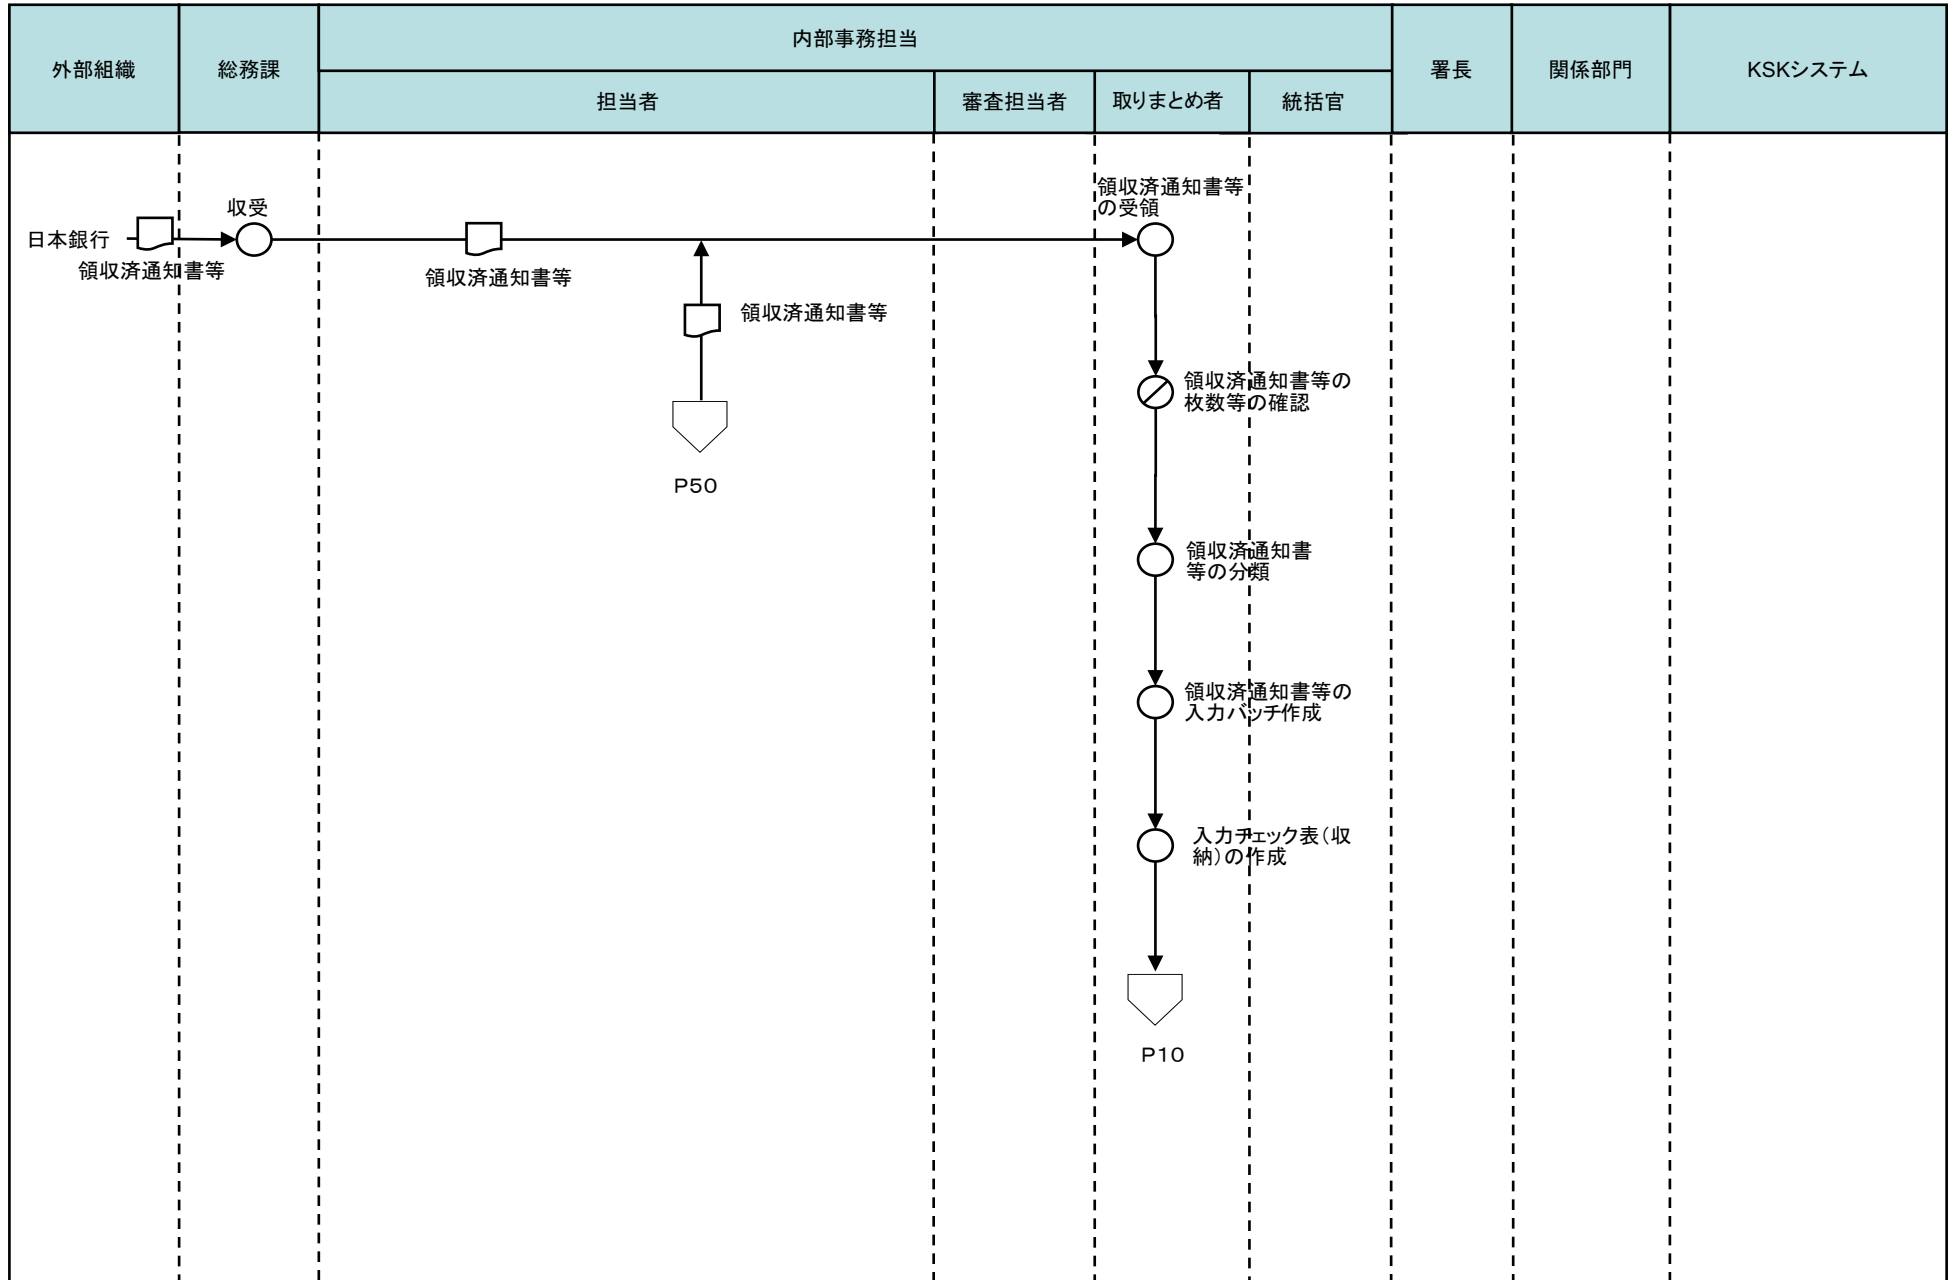 外部組織
総務課
内部事務担当
担当者
審査担当者
取りまとめ者
統括官
署長
関係部門
KSKシステム
日本銀行
領収済通知書等
収受
領収済通知書等
領収済通知書等
P50
領収済通知書等
の受領
領収済通知書等の
枚数等の確認
領収済通知書
等の分類
領収済通知書等の
入力バッチ作成
入力チェック表（収
納）の作成
P10